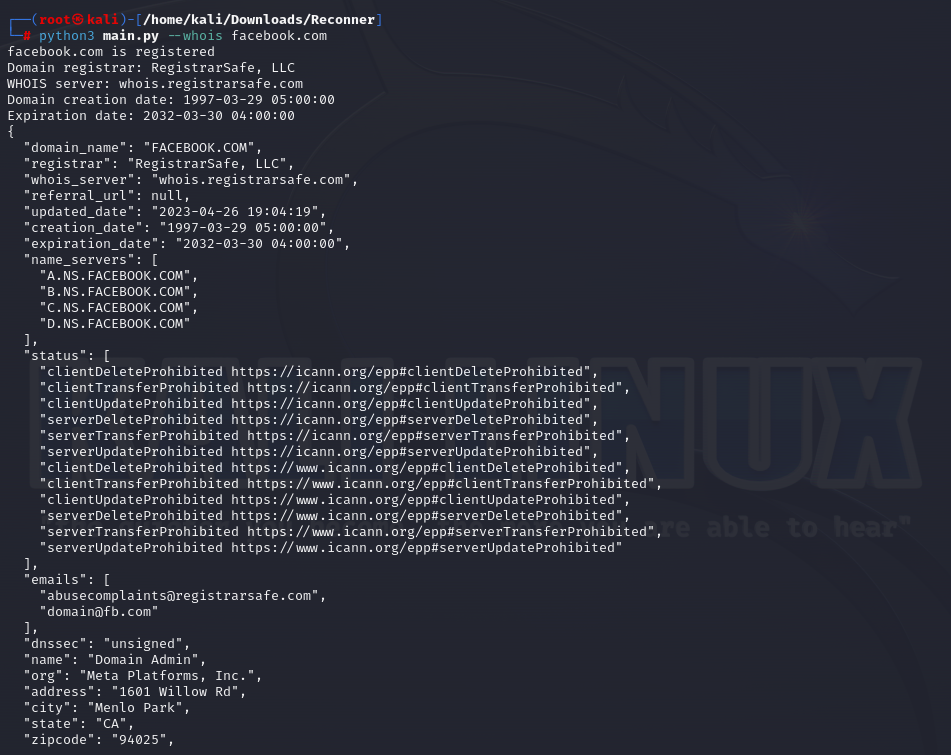 ┌──(root㉿kali)-[/home/kali/Downloads/Reconner]
└─# python3 main.py --whois facebook.com
facebook.com is registered
Domain registrar: RegistrarSafe, LLC
WHOIS server: whois.registrarsafe.com
Domain creation date: 1997-03-29 05:00:00
Expiration date: 2032-03-30 04:00:00
{
  "domain_name": "FACEBOOK.COM",
  "registrar": "RegistrarSafe, LLC",
  "whois_server": "whois.registrarsafe.com",
  "referral_url": null,
  "updated_date": "2023-04-26 19:04:19",
  "creation_date": "1997-03-29 05:00:00",
  "expiration_date": "2032-03-30 04:00:00",
  "name_servers": [
    "A.NS.FACEBOOK.COM",
    "B.NS.FACEBOOK.COM",
    "C.NS.FACEBOOK.COM",
    "D.NS.FACEBOOK.COM"
  ],
  "status": [
    "clientDeleteProhibited https://icann.org/epp#clientDeleteProhibited",
    "clientTransferProhibited https://icann.org/epp#clientTransferProhibited",
    "clientUpdateProhibited https://icann.org/epp#clientUpdateProhibited",
    "serverDeleteProhibited https://icann.org/epp#serverDeleteProhibited",
    "serverTransferProhibited https://icann.org/epp#serverTransferProhibited",
    "serverUpdateProhibited https://icann.org/epp#serverUpdateProhibited",
    "clientDeleteProhibited https://www.icann.org/epp#clientDeleteProhibited",
    "clientTransferProhibited https://www.icann.org/epp#clientTransferProhibited",
    "clientUpdateProhibited https://www.icann.org/epp#clientUpdateProhibited",
    "serverDeleteProhibited https://www.icann.org/epp#serverDeleteProhibited",
    "serverTransferProhibited https://www.icann.org/epp#serverTransferProhibited",
    "serverUpdateProhibited https://www.icann.org/epp#serverUpdateProhibited"
  ],
  "emails": [
    "abusecomplaints@registrarsafe.com",
    "domain@fb.com"
  ],
  "dnssec": "unsigned",
  "name": "Domain Admin",
  "org": "Meta Platforms, Inc.",
  "address": "1601 Willow Rd",
  "city": "Menlo Park",
  "state": "CA",
  "zipcode": "94025",
able to hear"